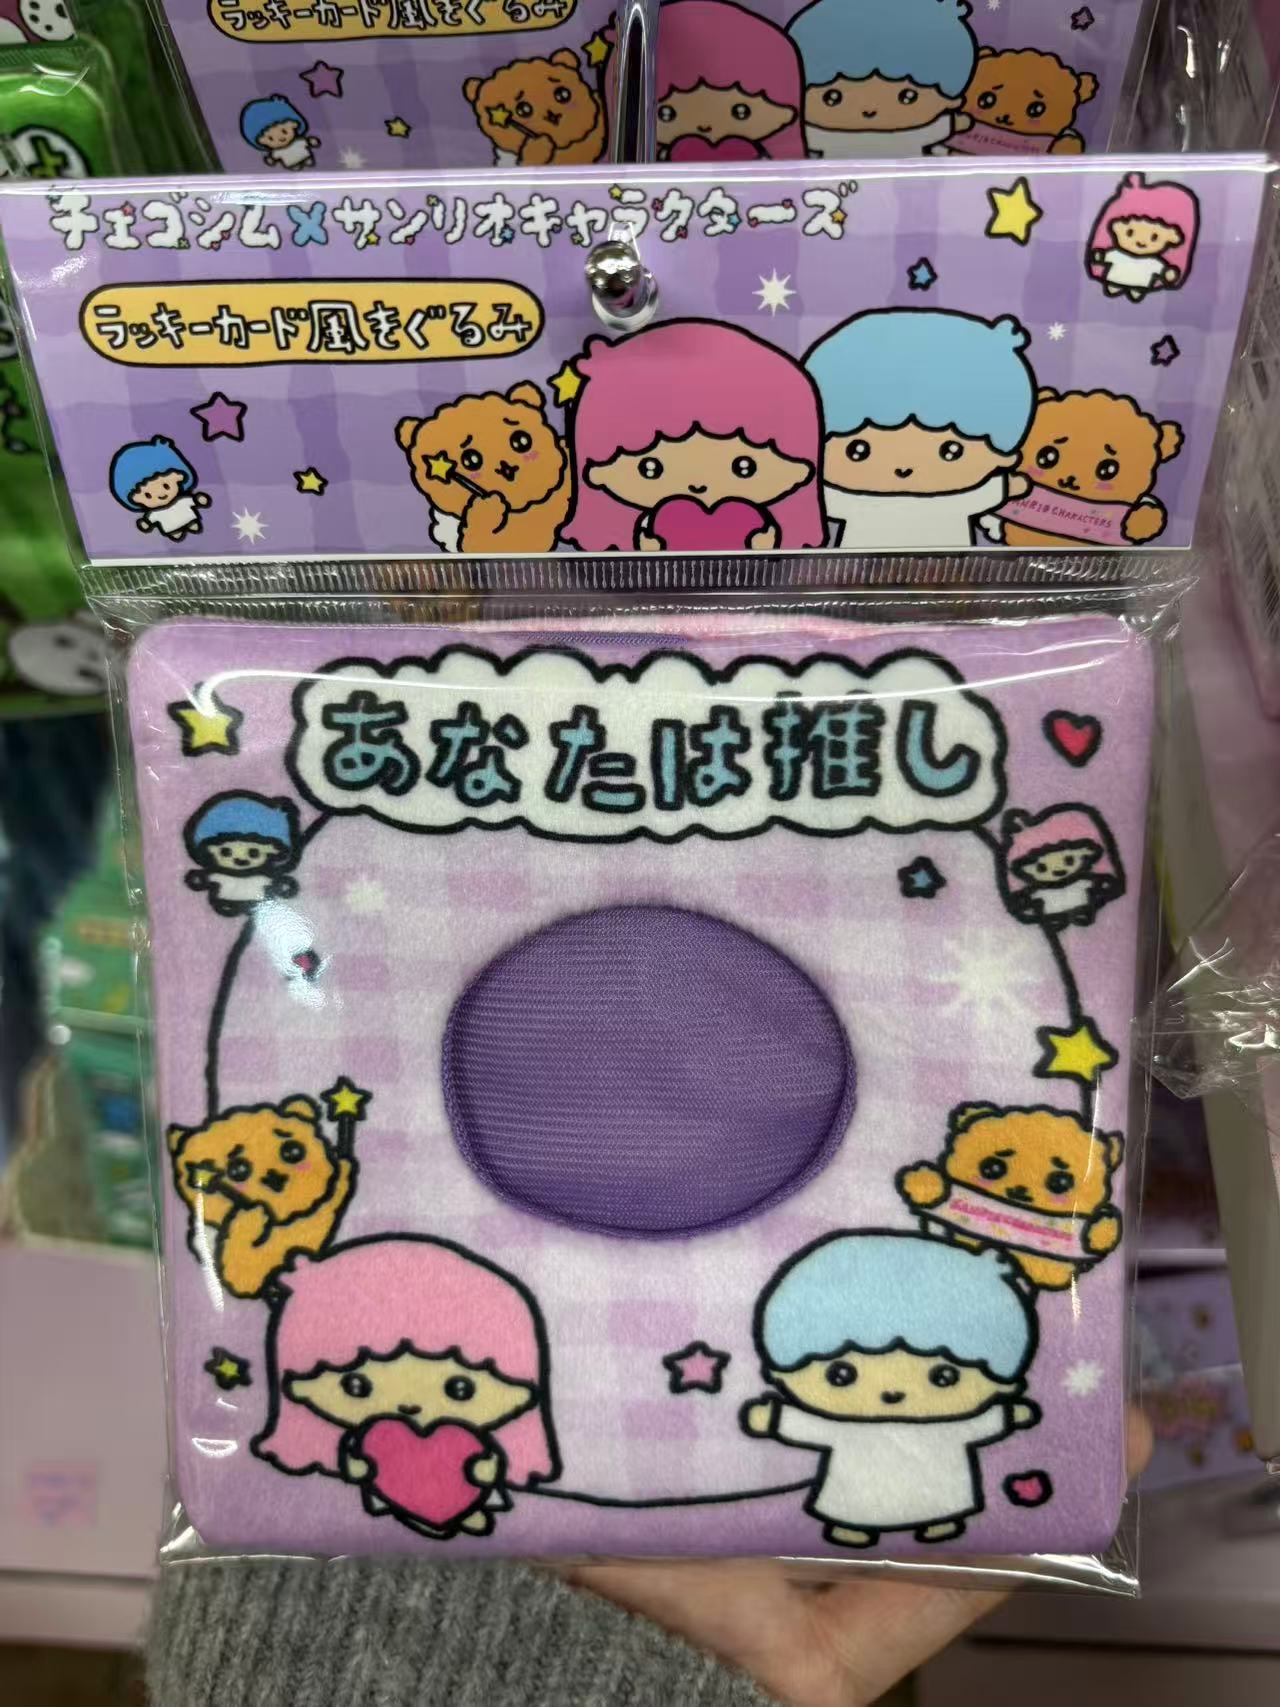 ラッキーカード風きぐるみ
チェゴシム×サンリオキャラクターズ
ラッキーカード風きぐるみ
SANRIO CHARACTERS
あなたは推し
SANRIO CHARACTERS